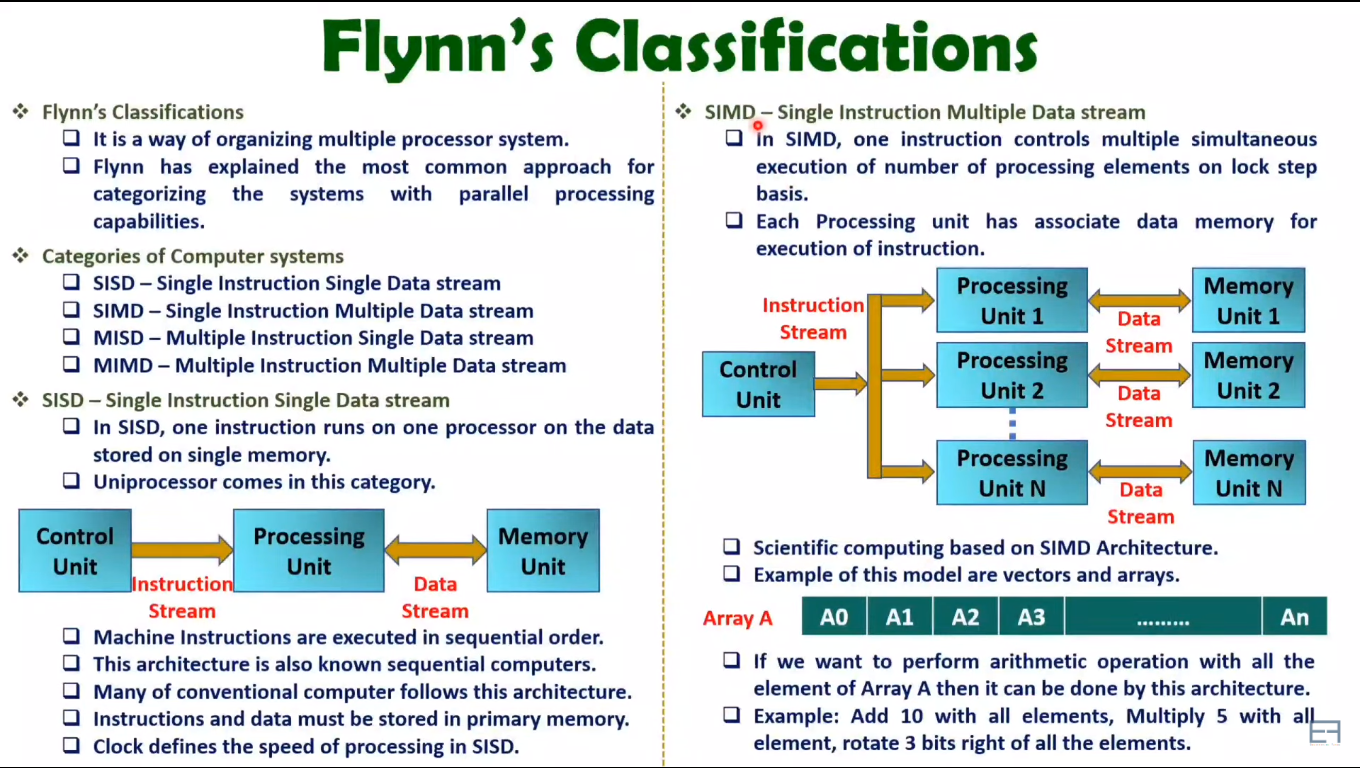 Flynn's Classifications
❖ Flynn's Classifications
❑ It is a way of organizing multiple processor system.
❑ Flynn has explained the most common approach for
categorizing the systems with parallel processing
capabilities.
❖ Categories of Computer systems
❑ SISD – Single Instruction Single Data stream
❑ SIMD – Single Instruction Multiple Data stream
❑ MISD – Multiple Instruction Single Data stream
❑ MIMD – Multiple Instruction Multiple Data stream
❖ SISD – Single Instruction Single Data stream
❑ In SISD, one instruction runs on one processor on the data
stored on single memory.
❑ Uniprocessor comes in this category.
Control
Unit
Instruction
Stream
Processing
Unit
Data
Stream
Memory
Unit
❑ Machine Instructions are executed in sequential order.
❑ This architecture is also known sequential computers.
❑ Many of conventional computer follows this architecture.
❑ Instructions and data must be stored in primary memory.
❑ Clock defines the speed of processing in SISD.
❖ SIMD – Single Instruction Multiple Data stream
❑ In SIMD, one instruction controls multiple simultaneous
execution of number of processing elements on lock step
basis.
❑ Each Processing unit has associate data memory for
execution of instruction.
Control
Unit
Instruction
Stream
Processing
Unit 1
Data
Stream
Memory
Unit 1
Processing
Unit 2
Data
Stream
Memory
Unit 2
Processing
Unit N
Data
Stream
Memory
Unit N
❑ Scientific computing based on SIMD Architecture.
❑ Example of this model are vectors and arrays.
Array A A0 A1 A2 A3 ......... An
❑ If we want to perform arithmetic operation with all the
element of Array A then it can be done by this architecture.
❑ Example: Add 10 with all elements, Multiply 5 with all
element, rotate 3 bits right of all the elements.